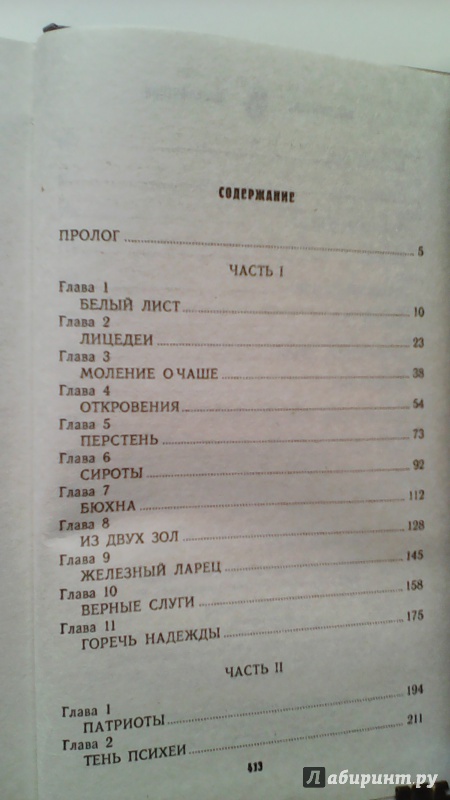 СОДЕРЖАНИЕ
ПРОЛОГ 5
ЧАСТЬ I
Глава 1
БЕЛЫЙ ЛИСТ 10
Глава 2
ЛИЦЕДЕИ 23
Глава 3
МОЛЕНИЕ О ЧАШЕ 38
Глава 4
ОТКРОВЕНИЯ 54
Глава 5
ПЕРСТЕНЬ 73
Глава 6
СИРОТЫ 92
Глава 7
БЮХНА 112
Глава 8
ИЗ ДВУХ ЗОЛ 128
Глава 9
ЖЕЛЕЗНЫЙ ЛАРЕЦ 145
Глава 10
ВЕРНЫЕ СЛУГИ 158
Глава 11
ГОРЕЧЬ НАДЕЖДЫ 175
ЧАСТЬ II
Глава 1
ПАТРИОТЫ 194
Глава 2
ТЕНЬ ПСИХЕИ 211
413
Лабиринт.ру